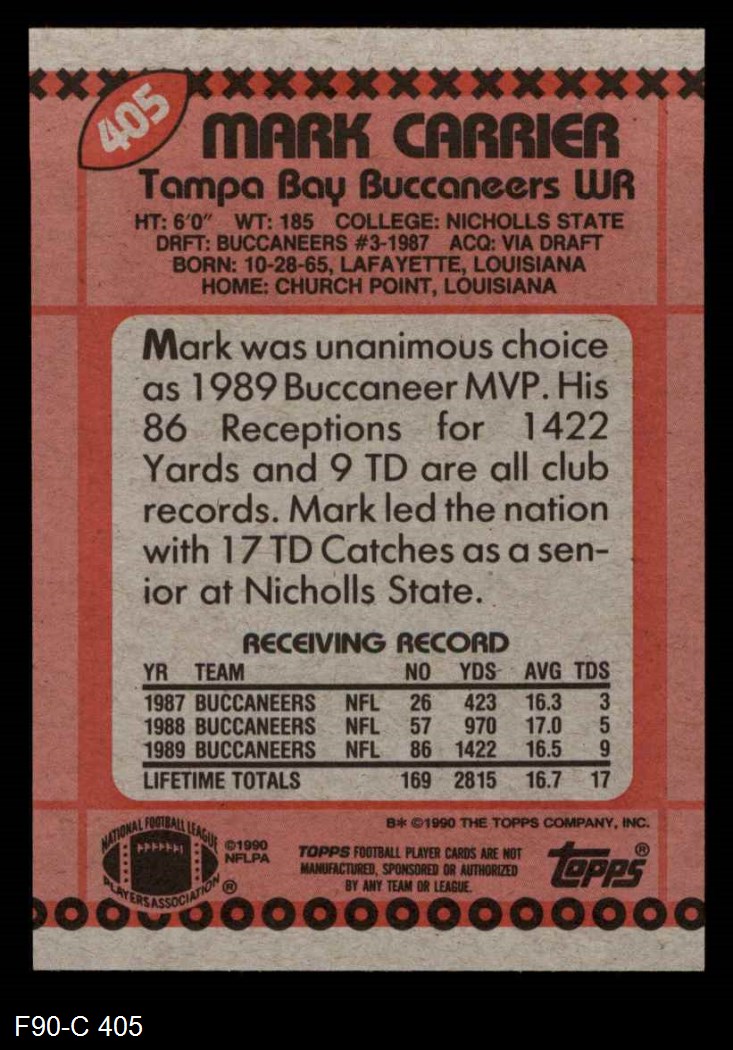 405
MARK CARRIER
Tampa Bay Buccaneers WR
HT: 6'0" WT: 185 COLLEGE: NICHOLLS STATE
DRFT: BUCCANEERS #3-1987 ACQ: VIA DRAFT
BORN: 10-28-65, LAFAYETTE, LOUISIANA
HOME: CHURCH POINT, LOUISIANA
Mark was unanimous choice
as 1989 Buccaneer MVP. His
86 Receptions for 1422
Yards and 9 TD are all club
records. Mark led the nation
with 17 TD Catches as a sen-
ior at Nicholls State.
RECEIVING RECORD
YR TEAM NO YDS AVG TDS
1987 BUCCANEERS NFL 26 423 16.3 3
1988 BUCCANEERS NFL 57 970 17.0 5
1989 BUCCANEERS NFL 86 1422 16.5 9
LIFETIME TOTALS 169 2815 16.7 17
B* ©1990 THE TOPPS COMPANY, INC.
NATIONAL FOOTBALL LEAGUE
PLAYERS ASSOCIATION ®
©1990
NFLPA
TOPPS FOOTBALL PLAYER CARDS ARE NOT
MANUFACTURED, SPONSORED OR AUTHORIZED
BY ANY TEAM OR LEAGUE.
topps ®
F90-C 405